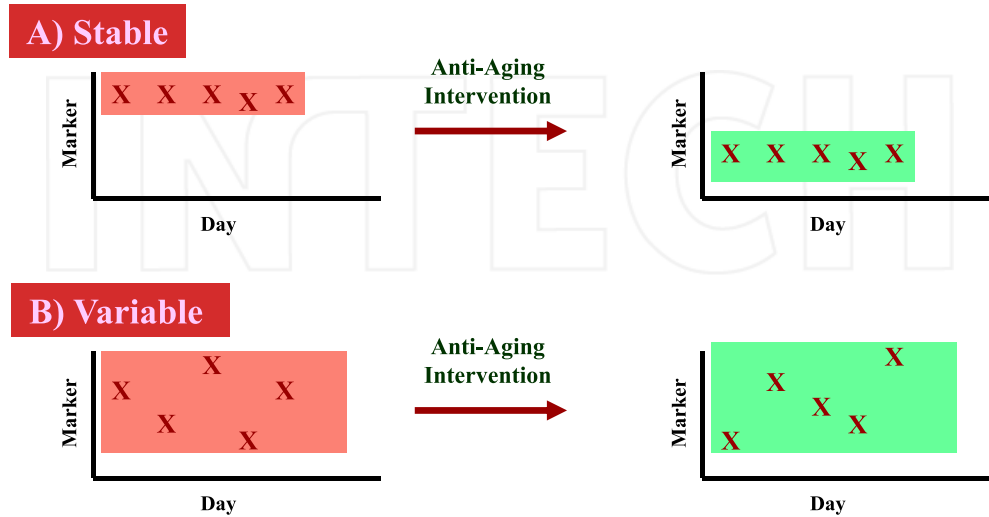 A) Stable
Anti-Aging
Intervention
Marker
X X X X X
Day
Marker
X X X X X
Day
INTECH
B) Variable
Anti-Aging
Intervention
Marker
X X X X X
Day
Marker
X X X X X
Day